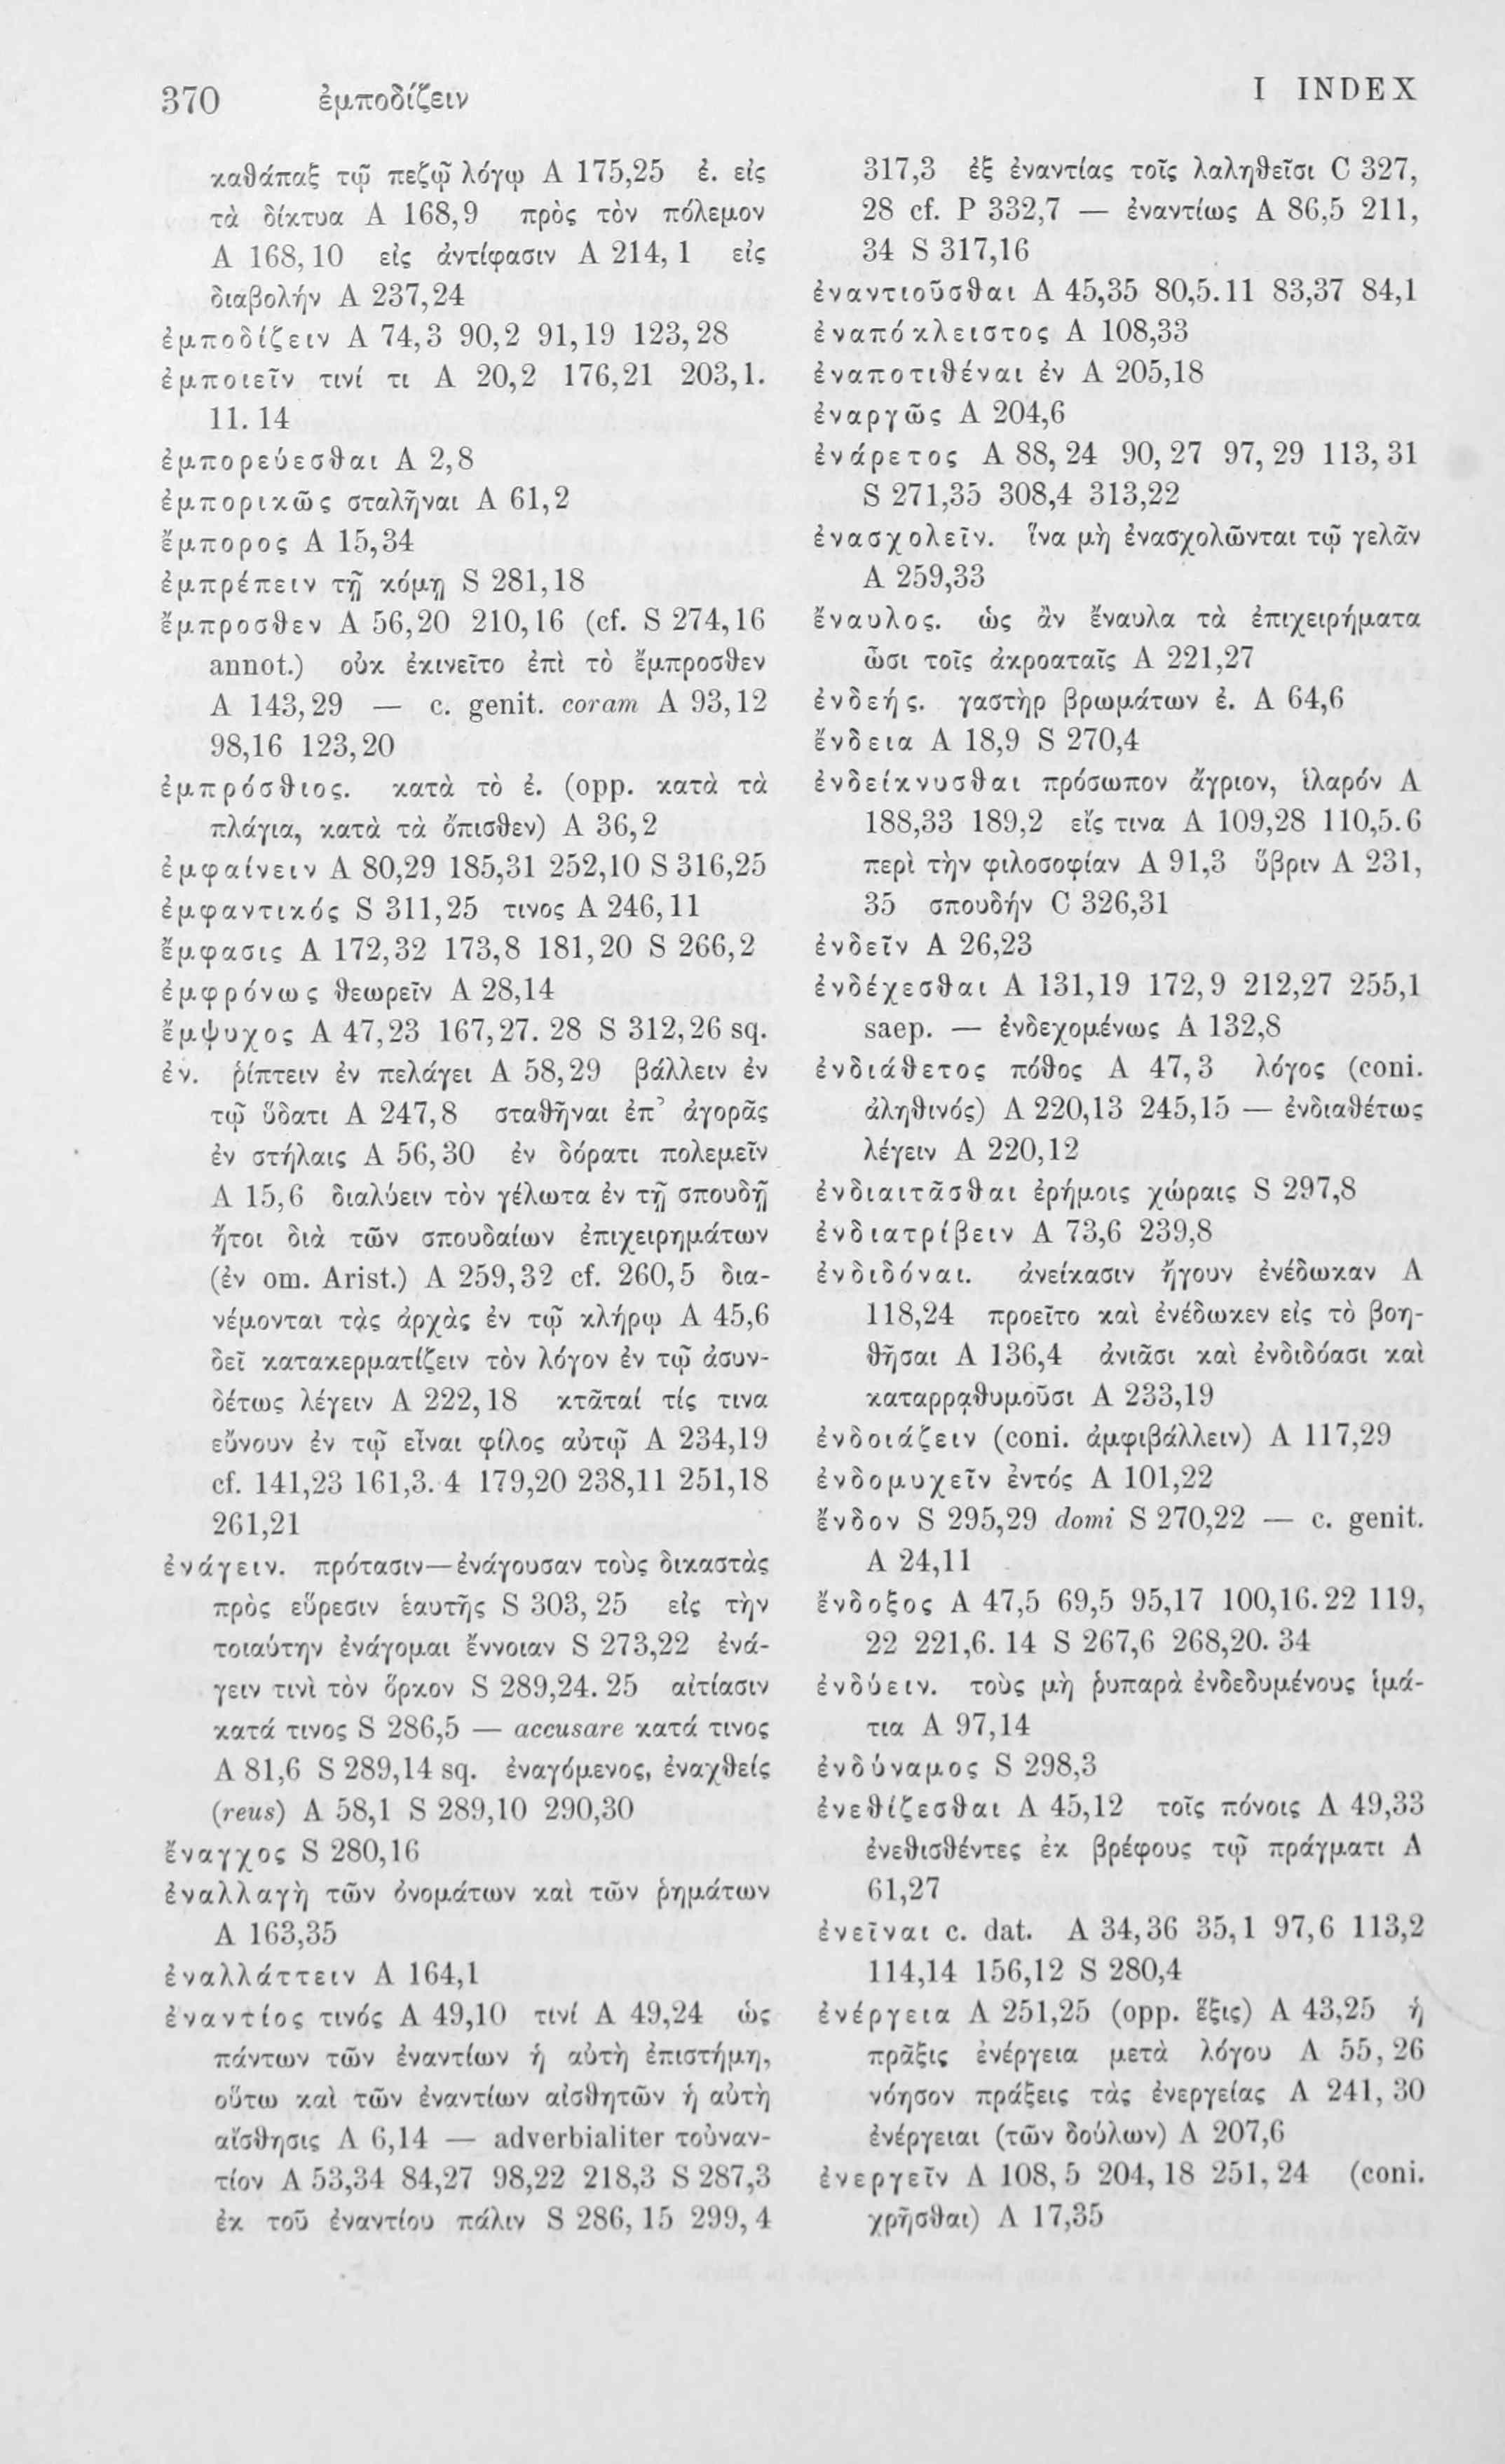 370 ἐμποδίζειν I INDEX
καθάπαξ τῷ πεζῷ λόγῳ A 175,25 ἐ. εἰς
τὰ δίκτυα A 168,9 πρὸς τὸν πόλεμον
A 168,10 εἰς ἀντίφασιν A 214,1 εἰς
διαβολήν A 237,24
ἐμποδίζειν A 74,3 90,2 91,19 123,28
ἐμποιεῖν τινί τι A 20,2 176,21 203,1.
11.14
ἐμπορεύεσθαι A 2,8
ἐμπορικῶς σταλῆναι A 61,2
ἔμπορος A 15,34
ἐμπρέπειν τῇ κόμῃ S 281,18
ἔμπροσθεν A 56,20 210,16 (cf. S 274,16
annot.) οὐκ ἐκινεῖτο ἐπὶ τὸ ἔμπροσθεν
A 143,29 — c. genit. coram A 93,12
98,16 123,20
ἐμπρόσθιος. κατὰ τὸ ἐ. (opp. κατὰ τὰ
πλάγια, κατὰ τὰ ὄπισθεν) A 36,2
ἐμφαίνειν A 80,29 185,31 252,10 S 316,25
ἐμφαντικός S 311,25 τινος A 246,11
ἔμφασις A 172,32 173,8 181,20 S 266,2
ἐμφρόνως θεωρεῖν A 28,14
ἔμψυχος A 47,23 167,27.28 S 312,26 sq.
ἐν. ῥίπτειν ἐν πελάγει A 58,29 βάλλειν ἐν
τῷ ὕδατι A 247,8 σταθῆναι ἐπ’ ἀγορᾶς
ἐν στήλαις A 56,30 ἐν δόρατι πολεμεῖν
A 15,6 διαλύειν τὸν γέλωτα ἐν τῇ σπουδῇ
ἤτοι διὰ τῶν σπουδαίων ἐπιχειρημάτων
(ἐν om. Arist.) A 259,32 cf. 260,5 δια-
νέμονται τὰς ἀρχὰς ἐν τῷ κλήρῳ A 45,6
δεῖ κατακερματίζειν τὸν λόγον ἐν τῷ ἀσυν-
δέτως λέγειν A 222,18 κτᾶταί τίς τινα
εὔνουν ἐν τῷ εἶναι φίλος αὐτῷ A 234,19
cf. 141,23 161,3.4 179,20 238,11 251,18
261,21
ἐνάγειν. πρότασιν—ἐνάγουσαν τοὺς δικαστὰς
πρὸς εὕρεσιν ἑαυτῆς S 303,25 εἰς τὴν
τοιαύτην ἐνάγομαι ἔννοιαν S 273,22 ἐνά-
γειν τινὶ τὸν ὅρκον S 289,24.25 αἰτίασιν
κατά τινος S 286,5 — accusare κατά τινος
A 81,6 S 289,14 sq. ἐναγόμενος, ἐναχθείς
(reus) A 58,1 S 289,10 290,30
ἔναγχος S 280,16
ἐναλλαγὴ τῶν ὀνομάτων καὶ τῶν ῥημάτων
A 163,35
ἐναλλάττειν A 164,1
ἐναντίος τινός A 49,10 τινί A 49,24 ὡς
πάντων τῶν ἐναντίων ἡ αὐτὴ ἐπιστήμη,
οὕτω καὶ τῶν ἐναντίων αἰσθητῶν ἡ αὐτὴ
αἴσθησις A 6,14 — adverbialiter τοὐναν-
τίον A 53,34 84,27 98,22 218,3 S 287,3
ἐκ τοῦ ἐναντίου πάλιν S 286,15 299,4
317,3 ἐξ ἐναντίας τοῖς λαληθεῖσι C 327,
28 cf. P 332,7 — ἐναντίως A 86,5 211,
34 S 317,16
ἐναντιοῦσθαι A 45,35 80,5.11 83,37 84,1
ἐναπόκλειστος A 108,33
ἐναποτιθέναι ἐν A 205,18
ἐναργῶς A 204,6
ἐνάρετος A 88,24 90,27 97,29 113,31
S 271,35 308,4 313,22
ἐνασχολεῖν. ἵνα μὴ ἐνασχολῶνται τῷ γελᾶν
A 259,33
ἔναυλος. ὡς ἂν ἔναυλα τὰ ἐπιχειρήματα
ὦσι τοῖς ἀκροαταῖς A 221,27
ἐνδεής. γαστὴρ βρωμάτων ἐ. A 64,6
ἔνδεια A 18,9 S 270,4
ἐνδείκνυσθαι πρόσωπον ἄγριον, ἱλαρόν A
188,33 189,2 εἴς τινα A 109,28 110,5.6
περὶ τὴν φιλοσοφίαν A 91,3 ὕβριν A 231,
35 σπουδήν C 326,31
ἐνδεῖν A 26,23
ἐνδέχεσθαι A 131,19 172,9 212,27 255,1
saep. — ἐνδεχομένως A 132,8
ἐνδιάθετος πόθος A 47,3 λόγος (coni.
ἀληθινός) A 220,13 245,15 — ἐνδιαθέτως
λέγειν A 220,12
ἐνδιαιτᾶσθαι ἐρήμοις χώραις S 297,8
ἐνδιατρίβειν A 73,6 239,8
ἐνδιδόναι. ἀνείκασιν ἤγουν ἐνέδωκαν A
118,24 προεῖτο καὶ ἐνέδωκεν εἰς τὸ βοη-
θῆσαι A 136,4 ἀνιᾶσι καὶ ἐνδιδόασι καὶ
καταρρᾳθυμοῦσι A 233,19
ἐνδοιάζειν (coni. ἀμφιβάλλειν) A 117,29
ἐνδομυχεῖν ἐντός A 101,22
ἔνδον S 295,29 domi S 270,22 — c. genit.
A 24,11
ἔνδοξος A 47,5 69,5 95,17 100,16.22 119,
22 221,6.14 S 267,6 268,20.34
ἐνδύειν. τοὺς μὴ ῥυπαρὰ ἐνδεδυμένους ἱμά-
τια A 97,14
ἐνδύναμος S 298,3
ἐνεθίζεσθαι A 45,12 τοῖς πόνοις A 49,33
ἐνεθισθέντες ἐκ βρέφους τῷ πράγματι A
61,27
ἐνεῖναι c. dat. A 34,36 35,1 97,6 113,2
114,14 156,12 S 280,4
ἐνέργεια A 251,25 (opp. ἕξις) A 43,25 ἡ
πρᾶξις ἐνέργεια μετὰ λόγου A 55,26
νόησον πράξεις τὰς ἐνεργείας A 241,30
ἐνέργειαι (τῶν δούλων) A 207,6
ἐνεργεῖν A 108,5 204,18 251,24 (coni.
χρῆσθαι) A 17,35